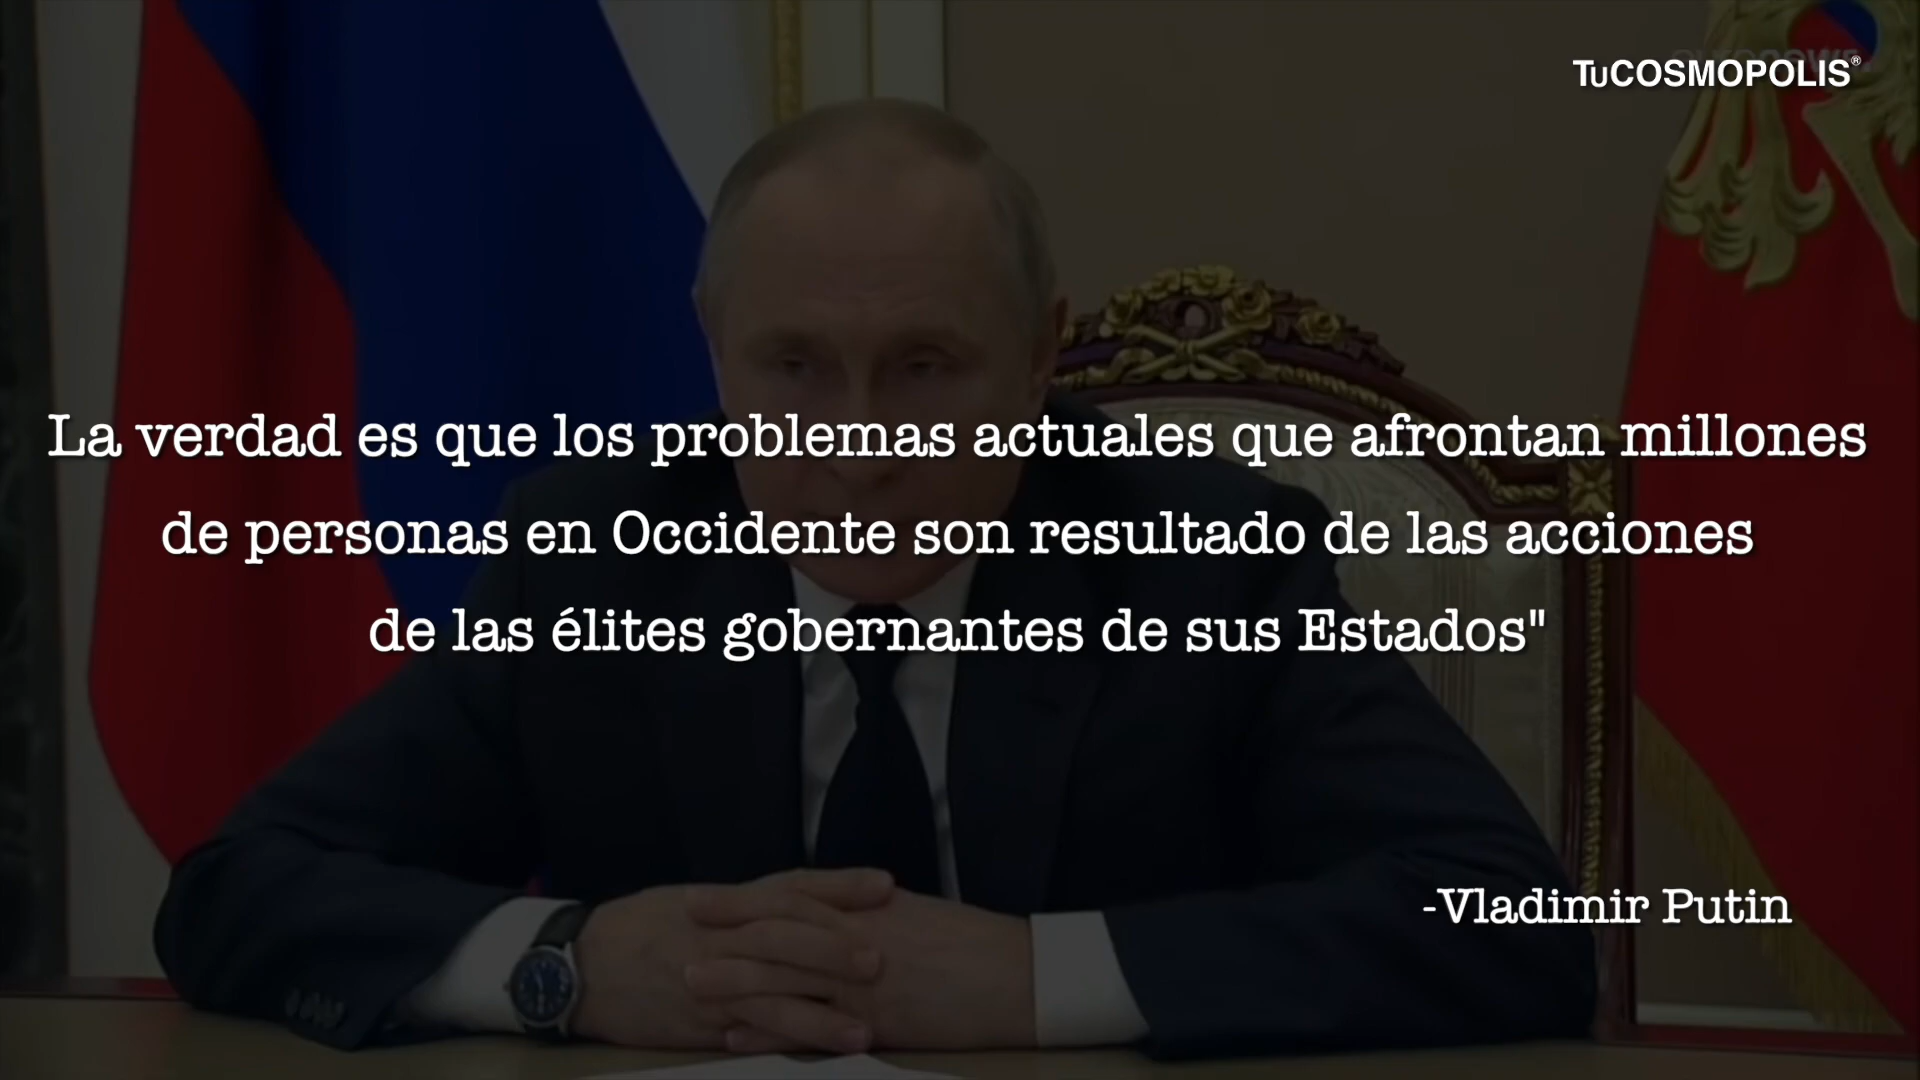 TuCOSMOPOLIS®
La verdad es que los problemas actuales que afrontan millones
de personas en Occidente son resultado de las acciones
de las élites gobernantes de sus Estados"
-Vladimir Putin